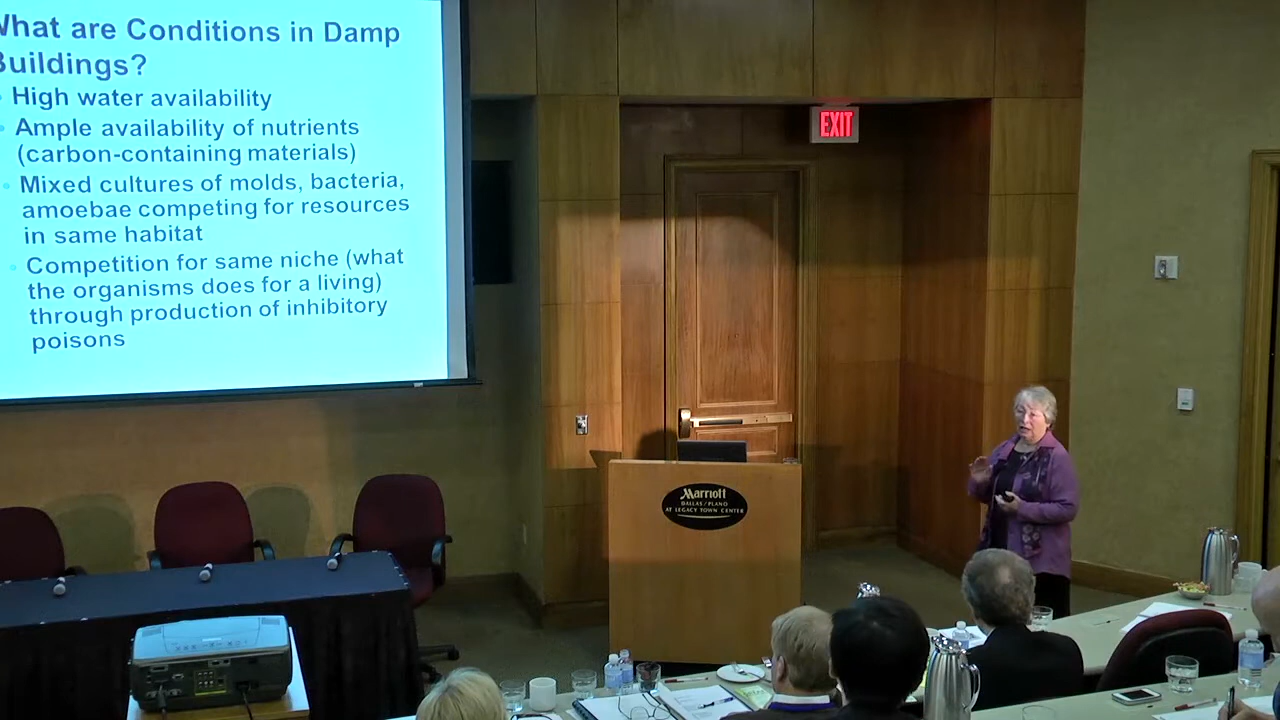 What are Conditions in Damp
Buildings?
High water availability
Ample availability of nutrients
(carbon-containing materials)
Mixed cultures of molds, bacteria,
amoebae competing for resources
in same habitat
Competition for same niche (what
the organisms does for a living)
through production of inhibitory
poisons
EXIT
Marriott
DALLAS/PLANO
AT LEGACY TOWN CENTER